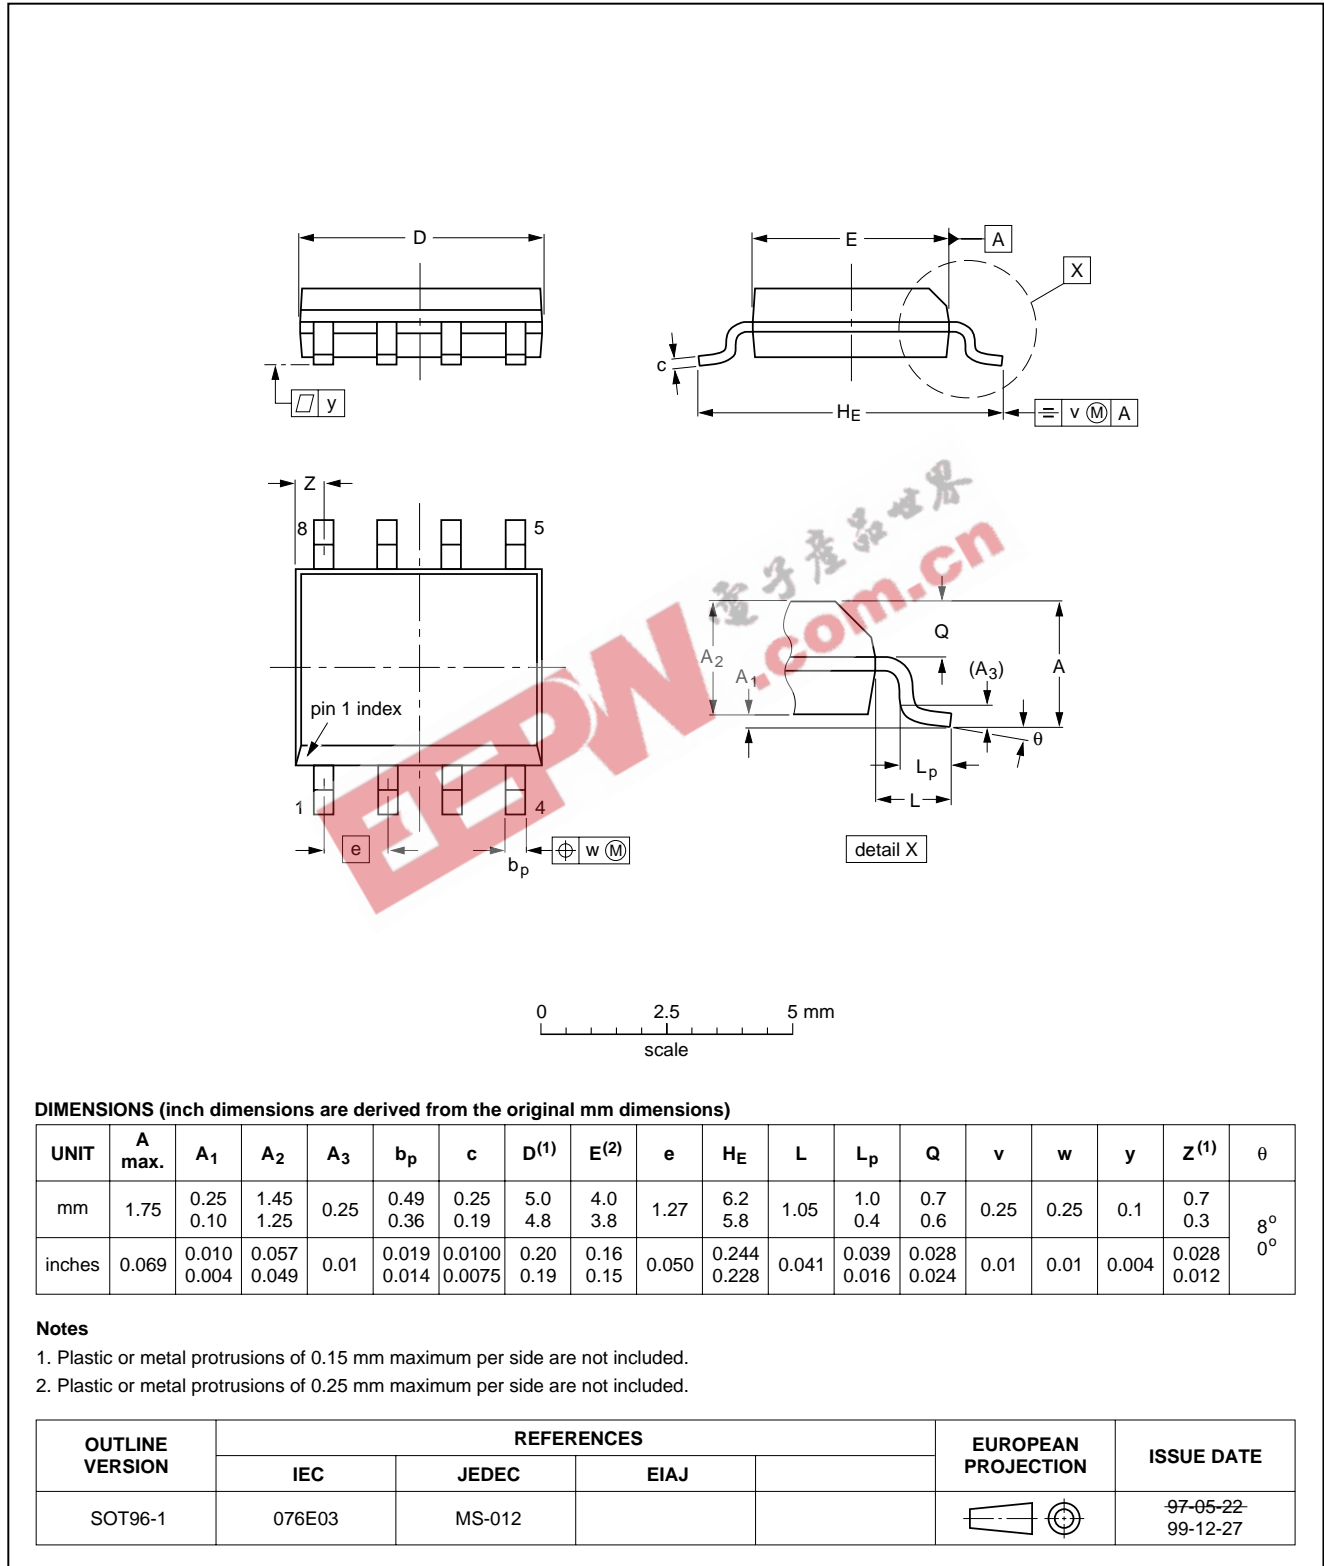 D
E
A
X
c
HE
y
v M A
Z
8
5
pin 1 index
1
4
e
bp
w M
電子產品世界
EEPW.com.cn
A2
A1
Q
(A3)
A
θ
Lp
L
detail X
0 2.5 5 mm
scale
DIMENSIONS (inch dimensions are derived from the original mm dimensions)
UNIT A max. A1 A2 A3 bp c D(1) E(2) e HE L Lp Q v w y Z(1) θ
mm 1.75 0.25 0.10 1.45 1.25 0.25 0.49 0.36 0.25 0.19 5.0 4.8 4.0 3.8 1.27 6.2 5.8 1.05 1.0 0.4 0.7 0.6 0.25 0.25 0.1 0.7 0.3 8° 0°
inches 0.069 0.010 0.004 0.057 0.049 0.01 0.019 0.014 0.0100 0.0075 0.20 0.19 0.16 0.15 0.050 0.244 0.228 0.041 0.039 0.016 0.028 0.024 0.01 0.01 0.004 0.028 0.012
Notes
1. Plastic or metal protrusions of 0.15 mm maximum per side are not included.
2. Plastic or metal protrusions of 0.25 mm maximum per side are not included.
OUTLINE VERSION REFERENCES EUROPEAN PROJECTION ISSUE DATE
IEC JEDEC EIAJ
SOT96-1 076E03 MS-012 97-05-22
99-12-27